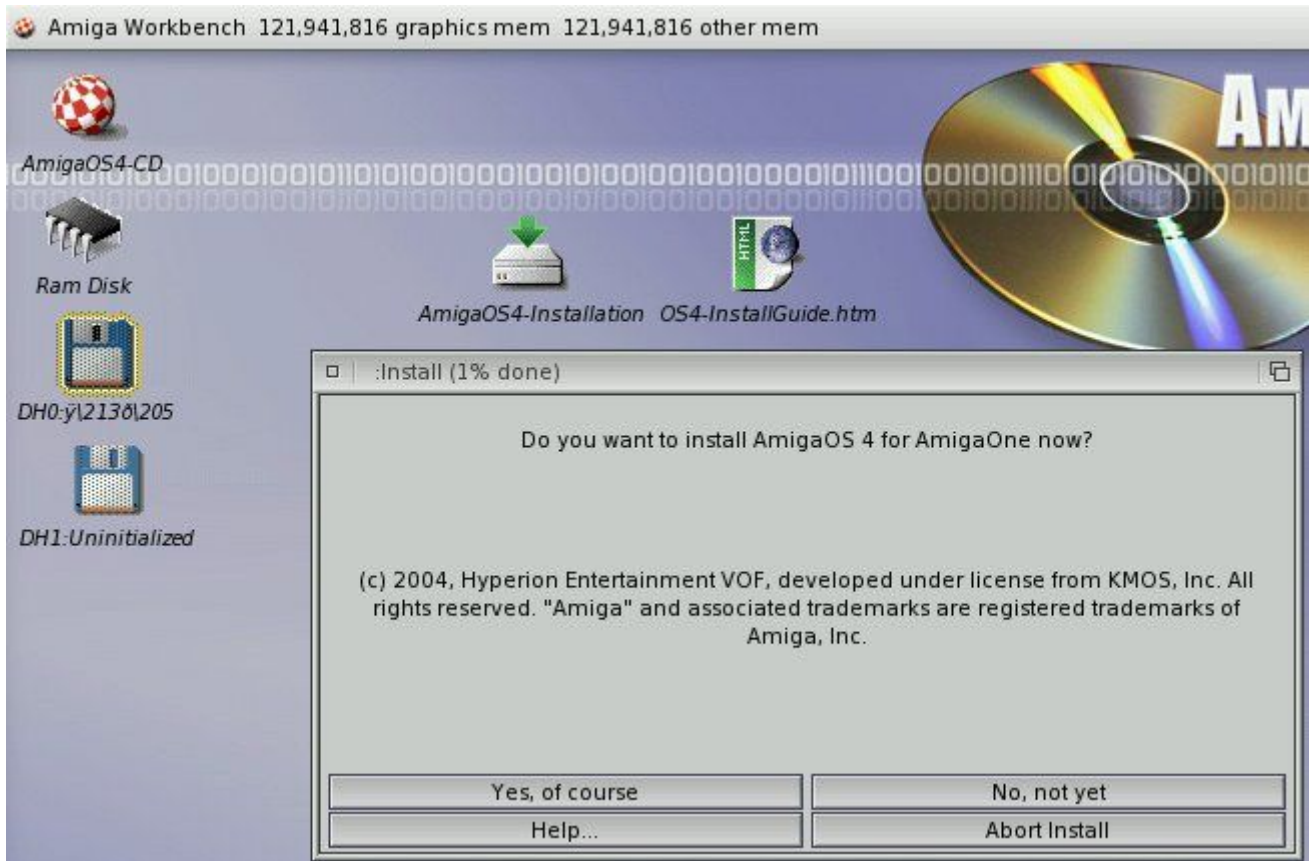 Amiga Workbench 121,941,816 graphics mem 121,941,816 other mem
AM
AmigaOS4-CD
Ram Disk
HTML
AmigaOS4-Installation
OS4-InstallGuide.htm
DH0:ÿ\213ð\205
DH1:Uninitialized
:Install (1% done)
Do you want to install AmigaOS 4 for AmigaOne now?
(c) 2004, Hyperion Entertainment VOF, developed under license from KMOS, Inc. All
rights reserved. "Amiga" and associated trademarks are registered trademarks of
Amiga, Inc.
Yes, of course
No, not yet
Help...
Abort Install